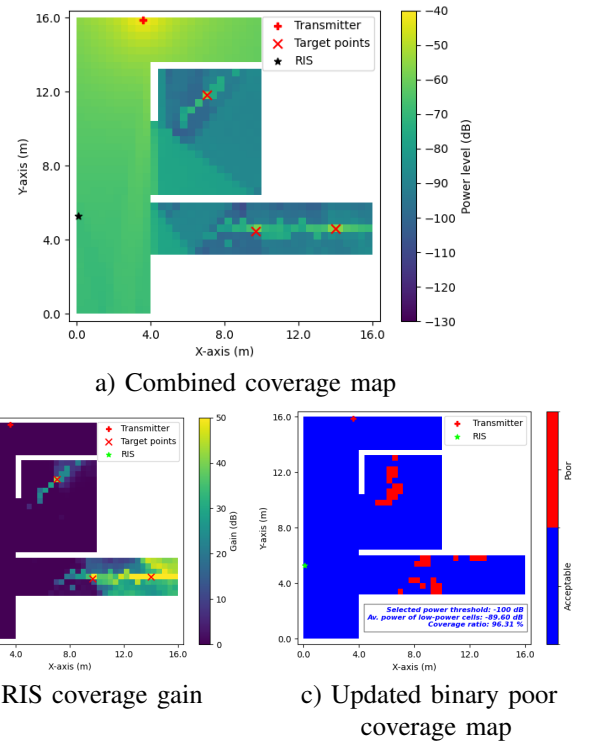 16.0
12.0
8.0
4.0
0.0
Y-axis (m)
0.0 4.0 8.0 12.0 16.0
X-axis (m)
Transmitter
Target points
RIS
−40
−50
−60
−70
−80
−90
−100
−110
−120
−130
Power level (dB)
a) Combined coverage map
Transmitter
Target points
RIS
4.0 8.0 12.0 16.0
X-axis (m)
50
40
30
20
10
0
Gain (dB)
RIS coverage gain
16.0
12.0
8.0
4.0
0.0
Y-axis (m)
0.0 4.0 8.0 12.0 16.0
X-axis (m)
Transmitter
RIS
Selected power threshold: -100 dB
Av. power of low-power cells: -89.60 dB
Coverage ratio: 96.31 %
Poor
Acceptable
c) Updated binary poor
coverage map